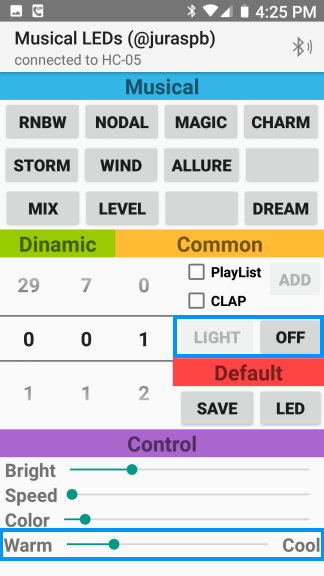 4:25 PM
Musical LEDs (@juraspb)
connected to HC-05
Musical
RNBW NODAL MAGIC CHARM
STORM WIND ALLURE
MIX LEVEL DREAM
Dinamic Common
29 7 0
PlayList ADD
CLAP
0 0 1 LIGHT OFF
Default
1 1 2 SAVE LED
Control
Bright
Speed
Color
Warm Cool